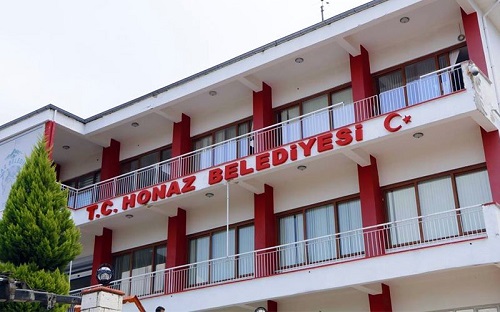 T.C. HONAZ BELEDİYESİ